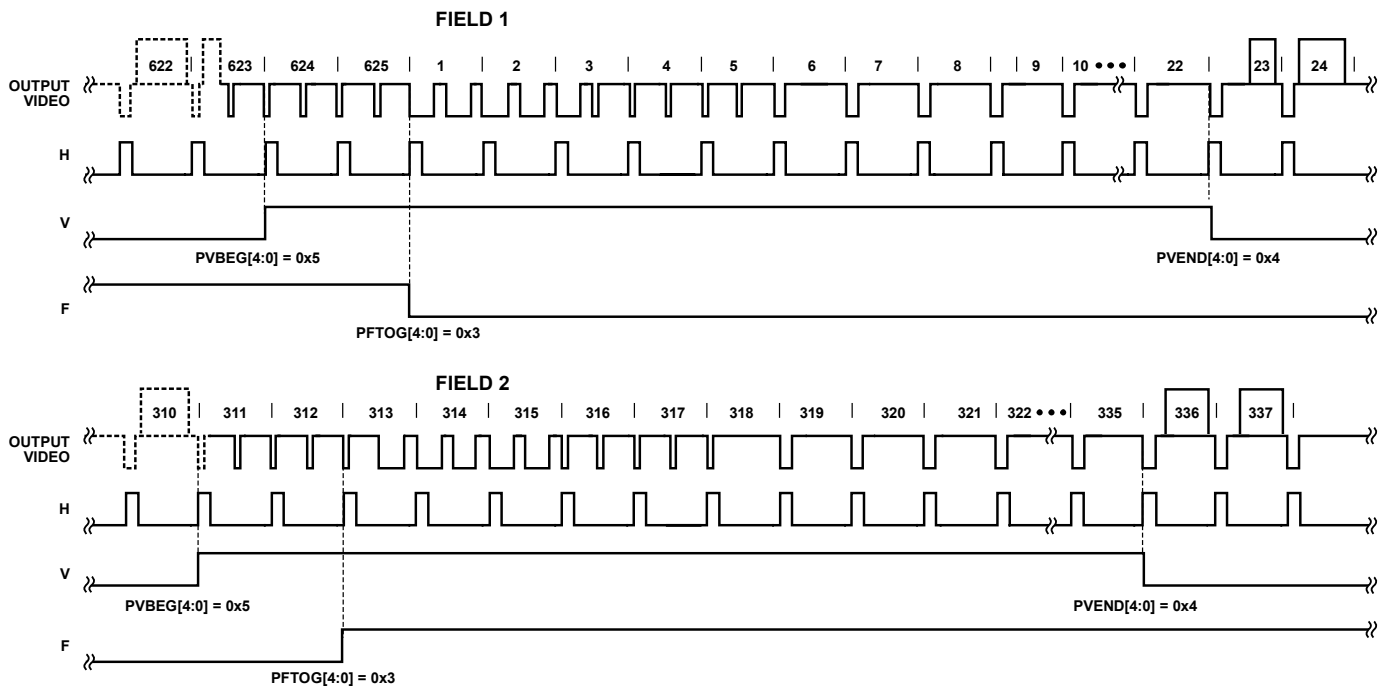 FIELD 1
622 | 623 | 624 | 625 | 1 | 2 | 3 | 4 | 5 | 6 | 7 | 8 | 9 | 10 ••• | 22 | 23 | 24 |
OUTPUT
VIDEO
H
V
PVBEG[4:0] = 0x5
PVEND[4:0] = 0x4
F
PFTOG[4:0] = 0x3
FIELD 2
310 | 311 | 312 | 313 | 314 | 315 | 316 | 317 | 318 | 319 | 320 | 321 | 322 ••• | 335 | 336 | 337 |
OUTPUT
VIDEO
H
V
PVBEG[4:0] = 0x5
PVEND[4:0] = 0x4
F
PFTOG[4:0] = 0x3